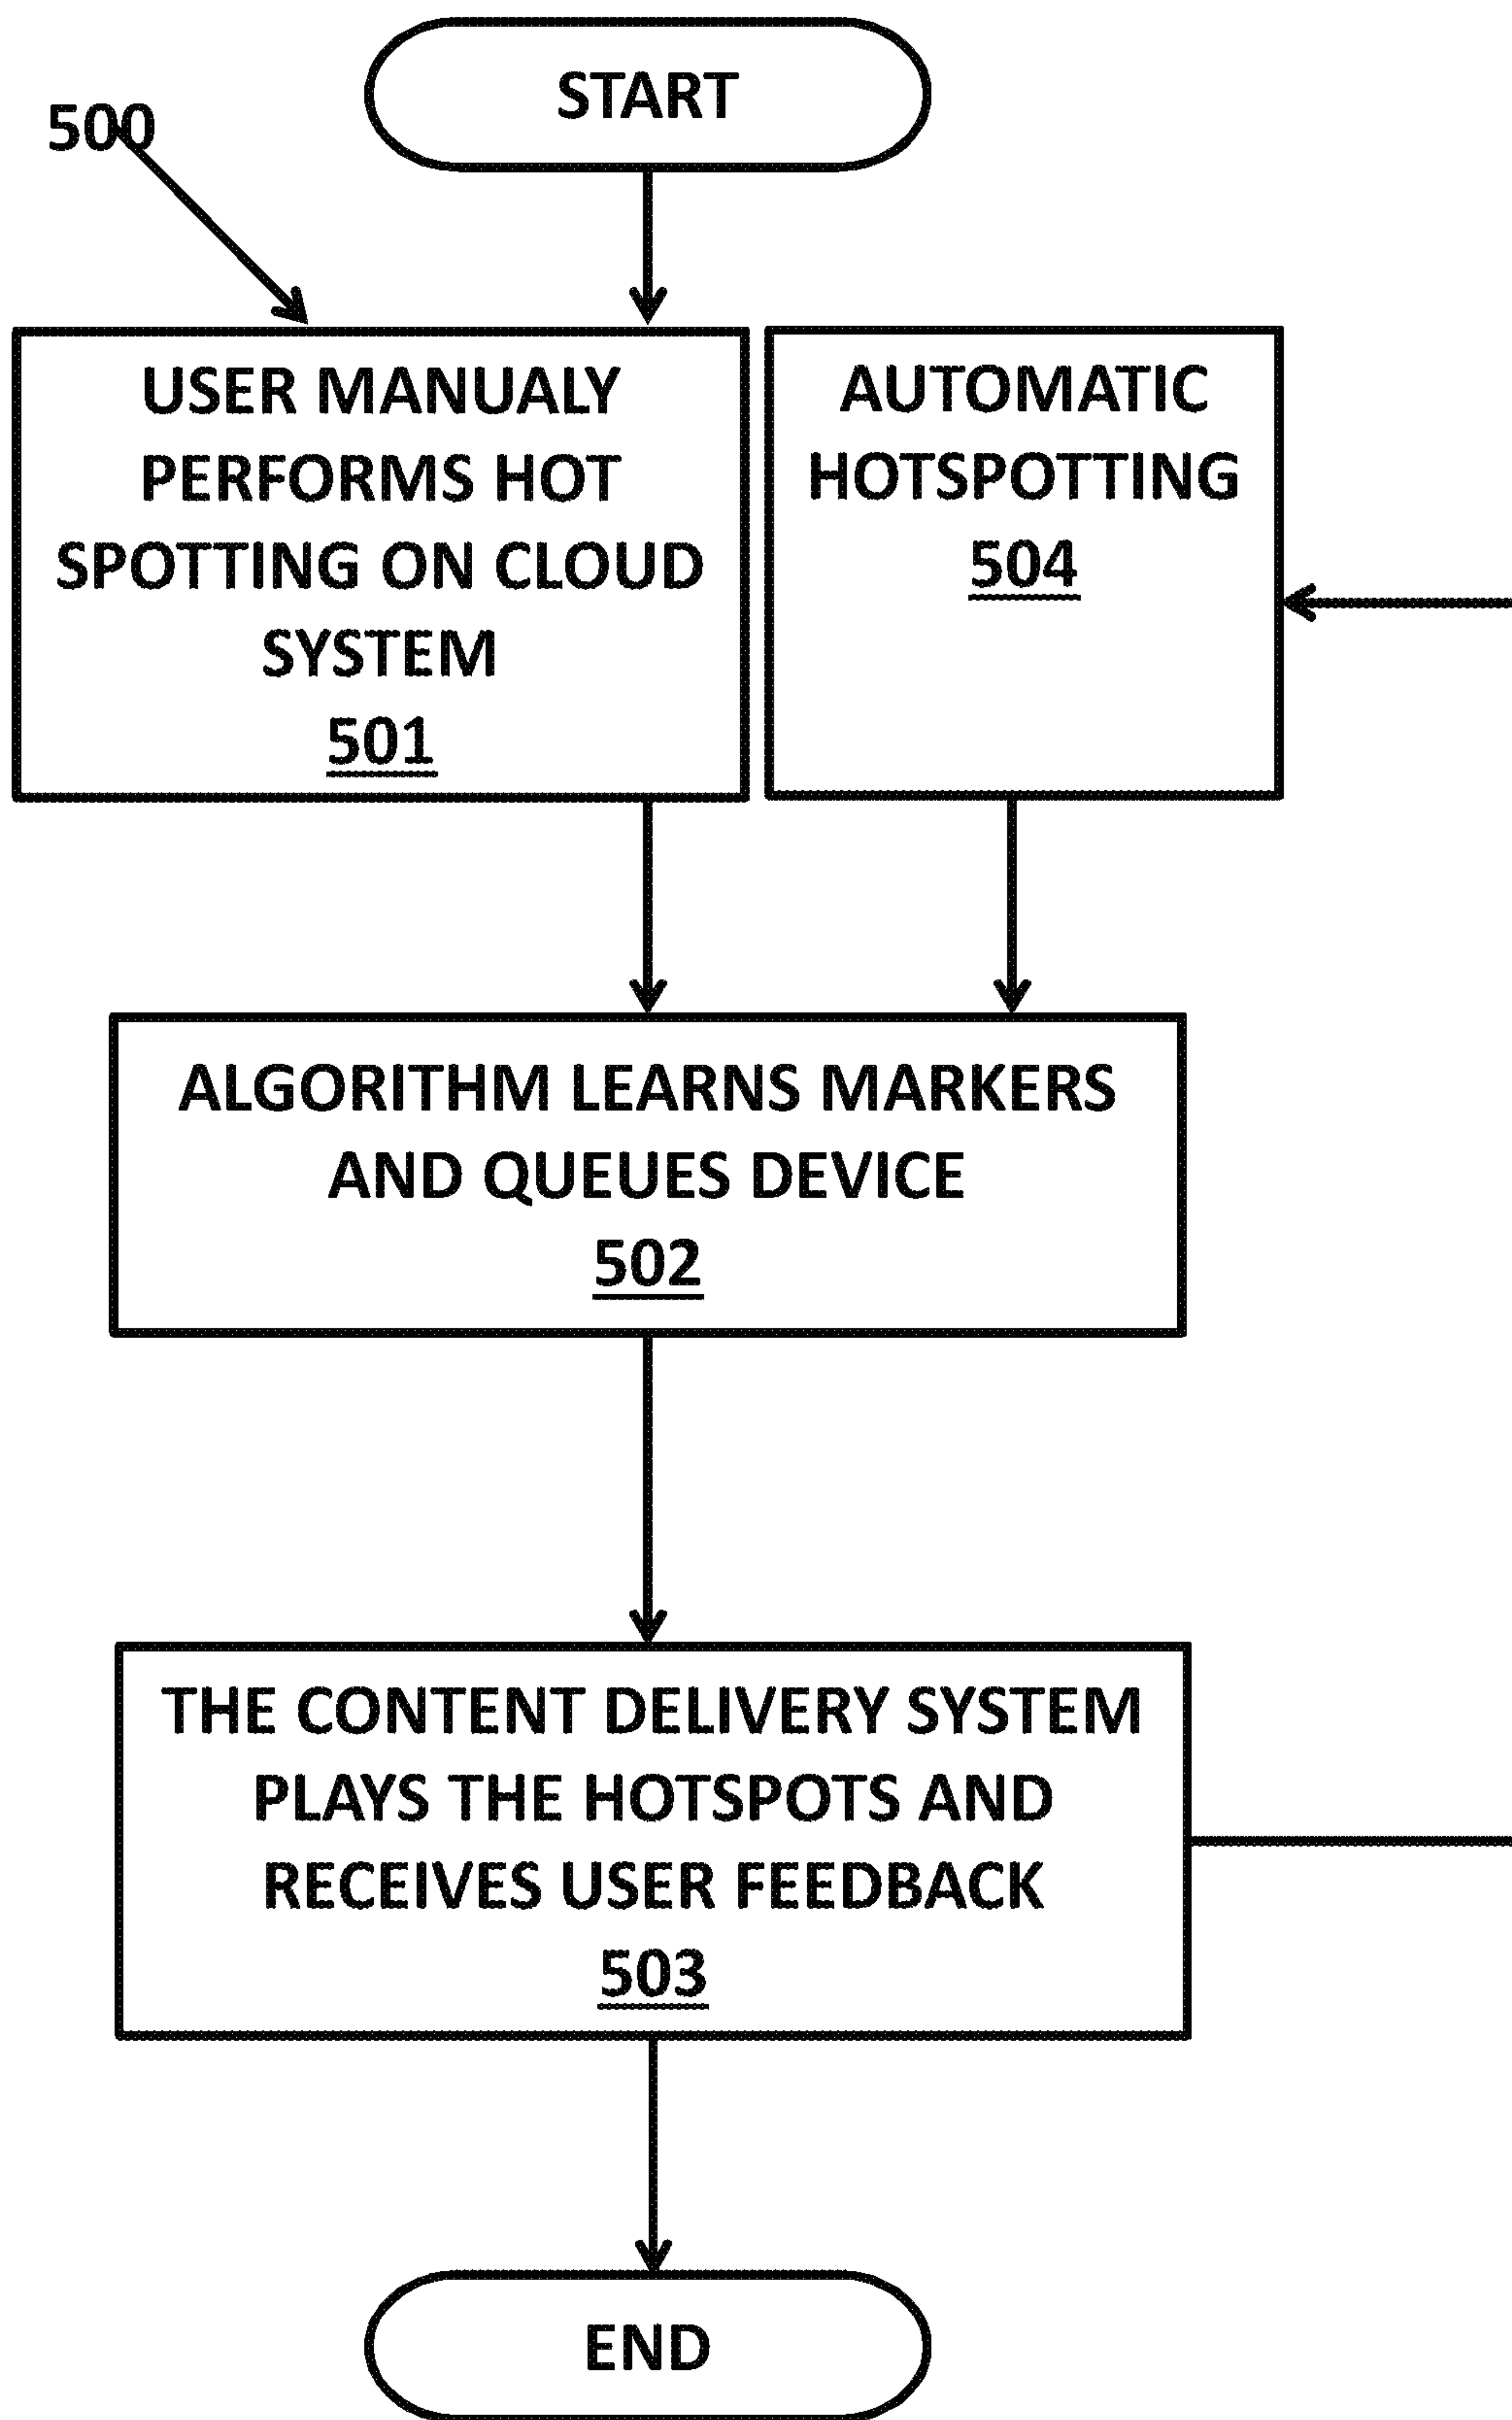 START
500
USER MANUALY
PERFORMS HOT
SPOTTING ON CLOUD
SYSTEM
501
AUTOMATIC
HOTSPOTTING
504
ALGORITHM LEARNS MARKERS
AND QUEUES DEVICE
502
THE CONTENT DELIVERY SYSTEM
PLAYS THE HOTSPOTS AND
RECEIVES USER FEEDBACK
503
END